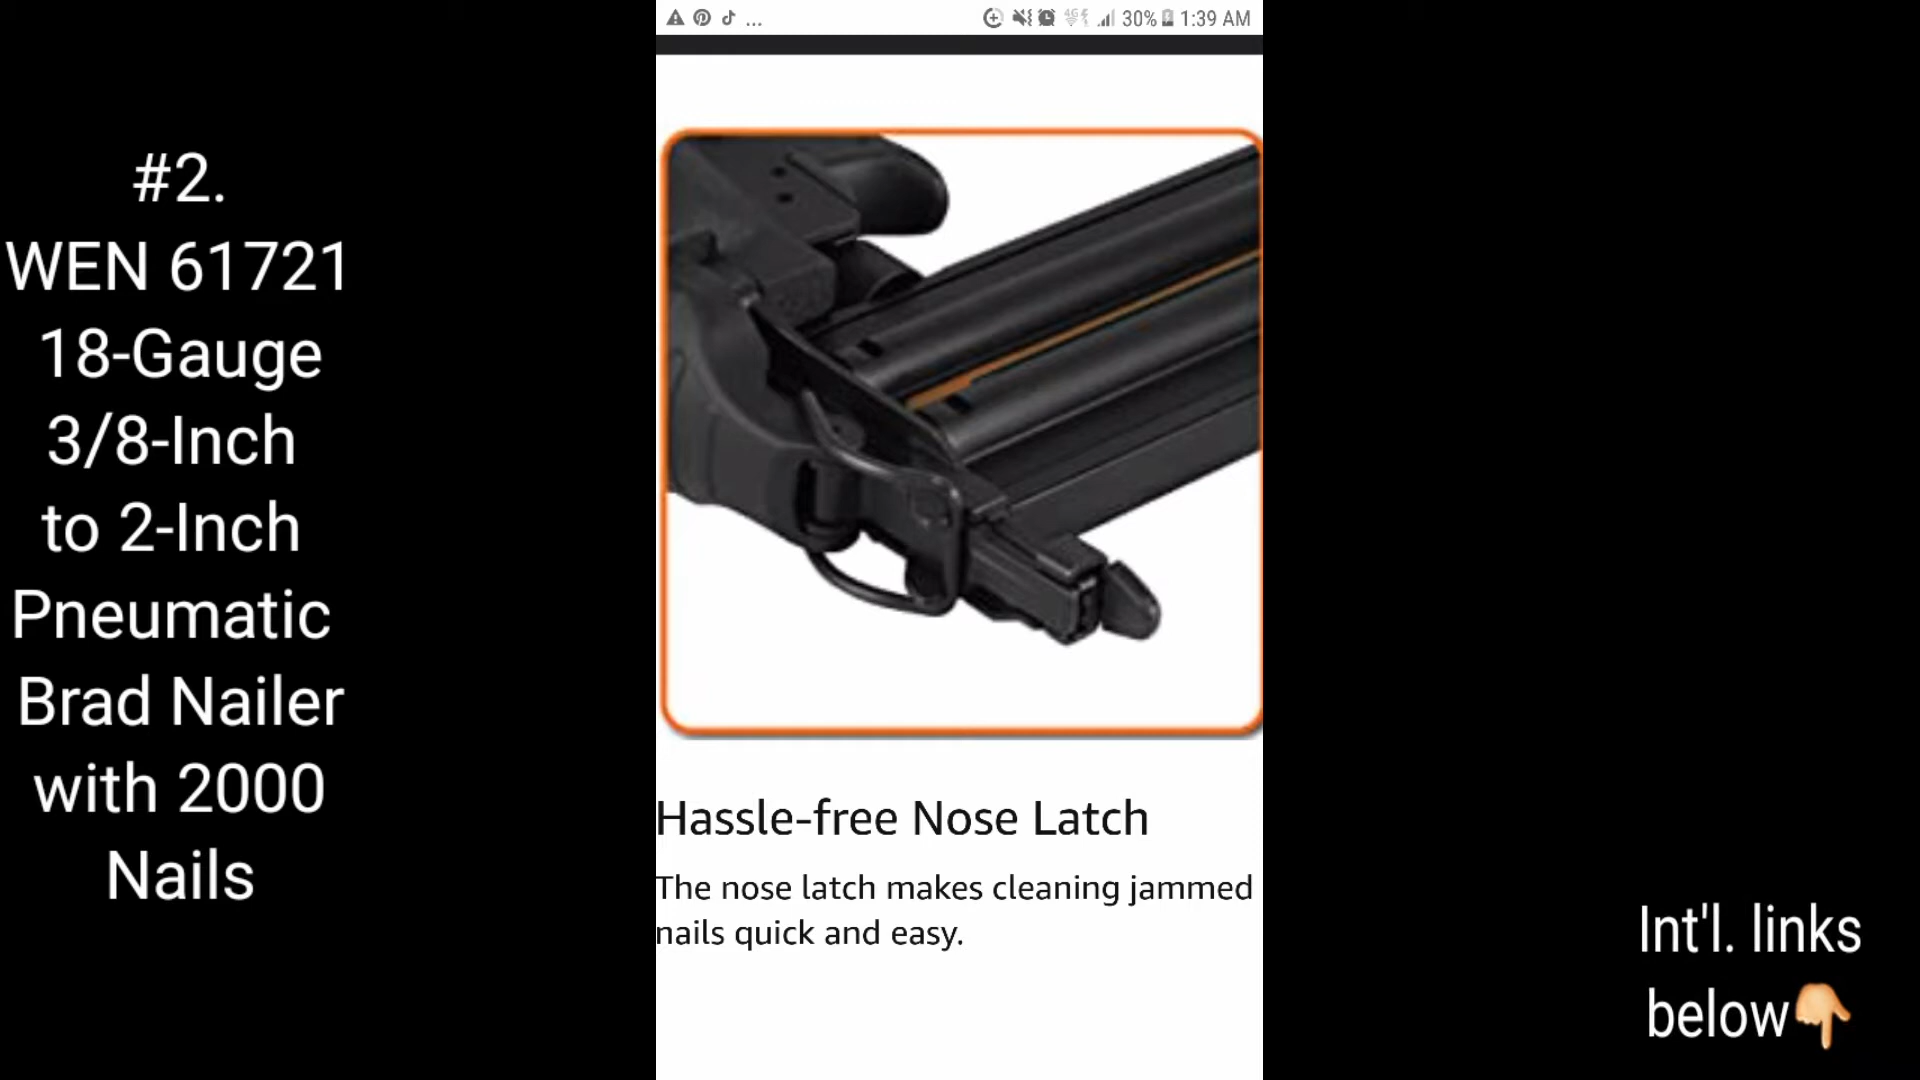 ... 30% 1:39 AM
#2.
WEN 61721
18-Gauge
3/8-Inch
to 2-Inch
Pneumatic
Brad Nailer
with 2000
Nails
Hassle-free Nose Latch
The nose latch makes cleaning jammed
nails quick and easy.
Int'l. links
below👇